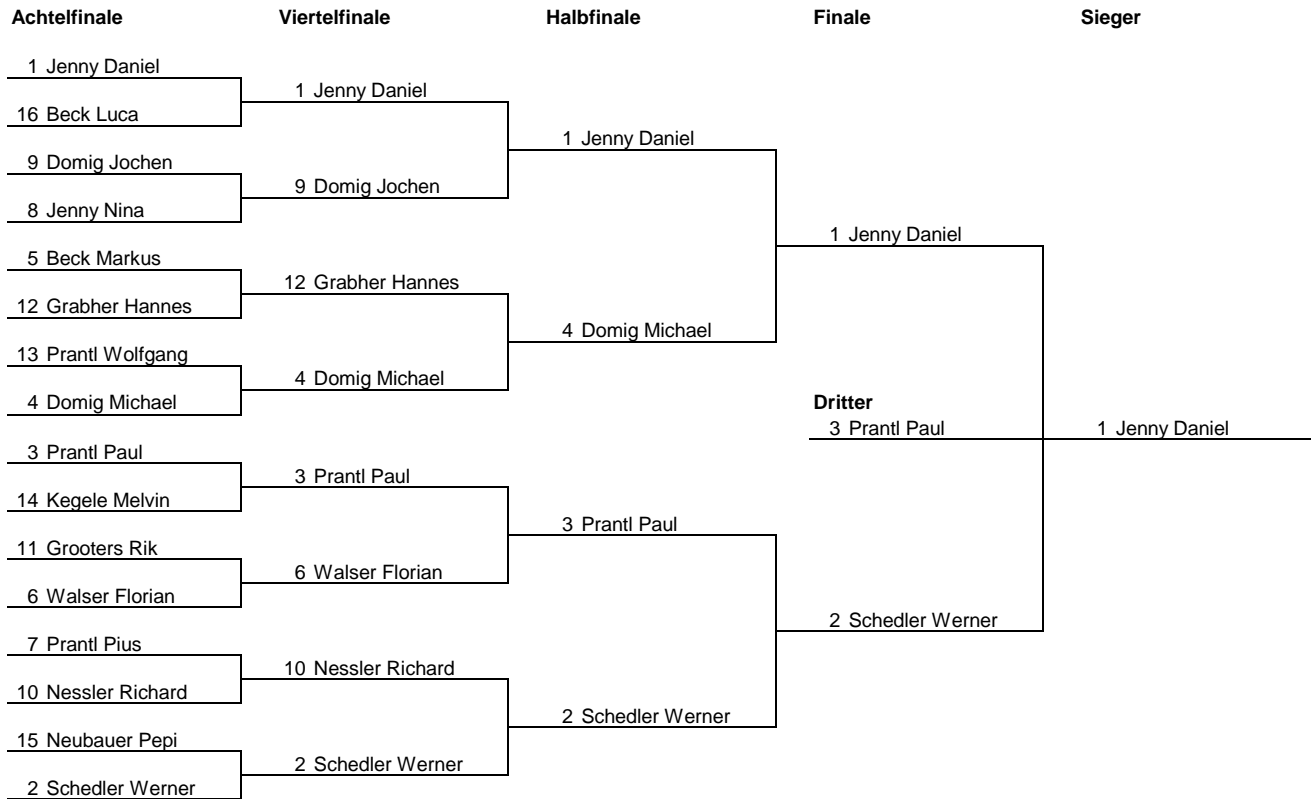 Achtelfinale
Viertelfinale
Halbfinale
Finale
Sieger
1 Jenny Daniel
16 Beck Luca
9 Domig Jochen
8 Jenny Nina
5 Beck Markus
12 Grabher Hannes
13 Prantl Wolfgang
4 Domig Michael
3 Prantl Paul
14 Kegele Melvin
11 Grooters Rik
6 Walser Florian
7 Prantl Pius
10 Nessler Richard
15 Neubauer Pepi
2 Schedler Werner
1 Jenny Daniel
9 Domig Jochen
12 Grabher Hannes
4 Domig Michael
3 Prantl Paul
6 Walser Florian
10 Nessler Richard
2 Schedler Werner
1 Jenny Daniel
4 Domig Michael
3 Prantl Paul
2 Schedler Werner
1 Jenny Daniel
Dritter
3 Prantl Paul
2 Schedler Werner
1 Jenny Daniel